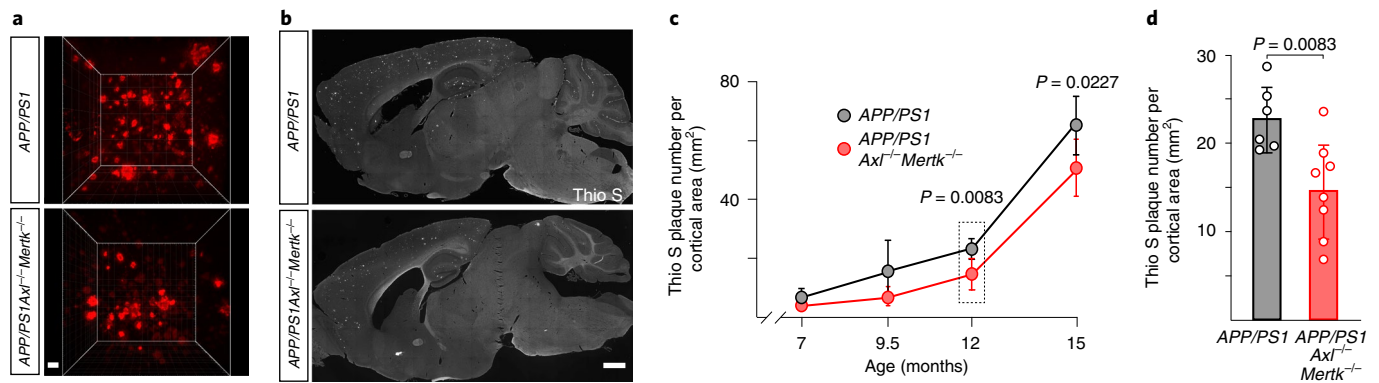 a
APP/PS1
APP/PS1Axl⁻/⁻Mertk⁻/⁻
b
APP/PS1
Thio S
APP/PS1Axl⁻/⁻Mertk⁻/⁻
c
Thio S plaque number per
cortical area (mm²)
80
40
APP/PS1
APP/PS1
Axl⁻/⁻Mertk⁻/⁻
P = 0.0083
P = 0.0227
7
9.5
12
15
Age (months)
d
Thio S plaque number per
cortical area (mm²)
30
20
10
P = 0.0083
APP/PS1
APP/PS1
Axl⁻/⁻
Mertk⁻/⁻